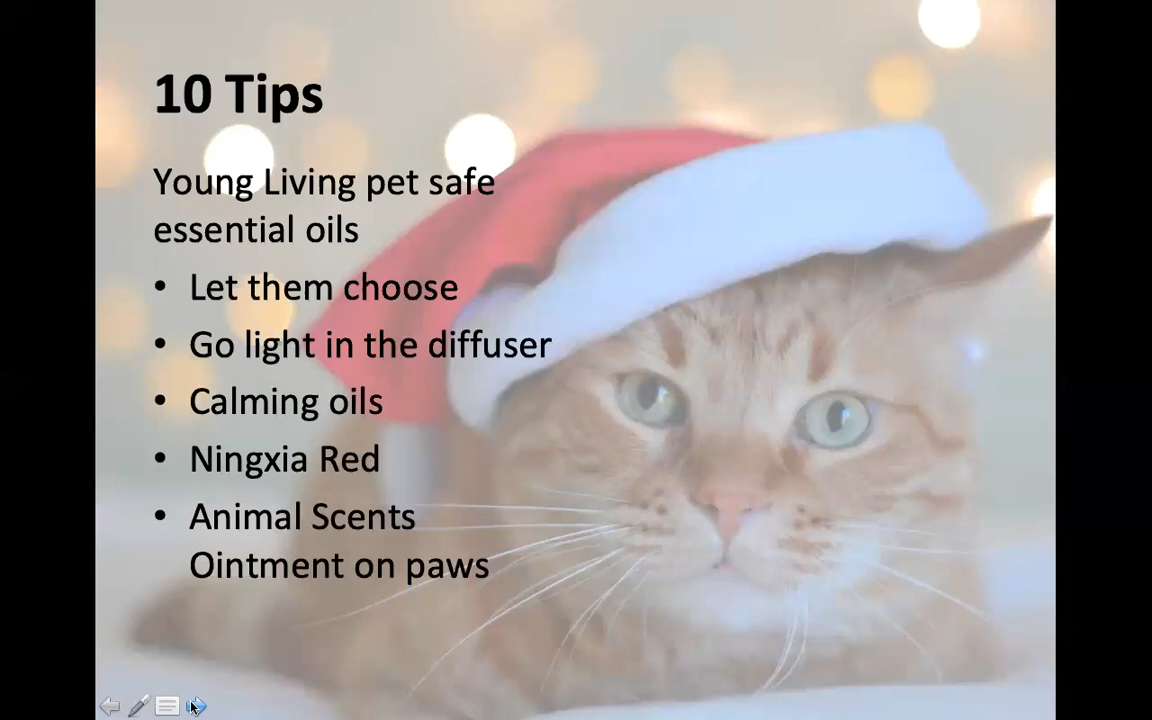 10 Tips
Young Living pet safe
essential oils
• Let them choose
• Go light in the diffuser
• Calming oils
• Ningxia Red
• Animal Scents
Ointment on paws